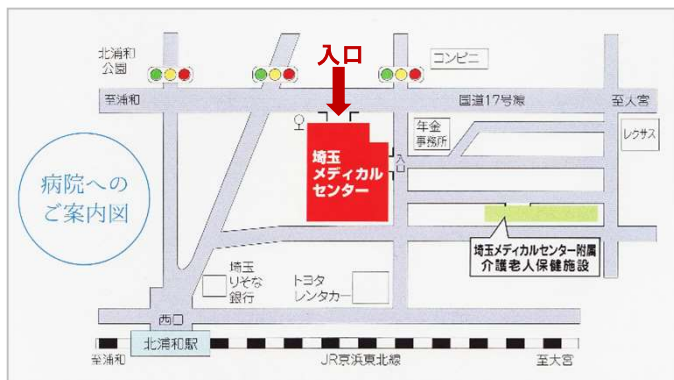 北浦和
公園
入口
コンビニ
至浦和
国道17号線
至大宮
年金
事務所
レクサス
埼玉
メディカル
センター
入口
病院への
ご案内図
埼玉メディカルセンター附属
介護老人保健施設
埼玉
りそな
銀行
トヨタ
レンタカー
西口
北浦和駅
至浦和
JR京浜東北線
至大宮